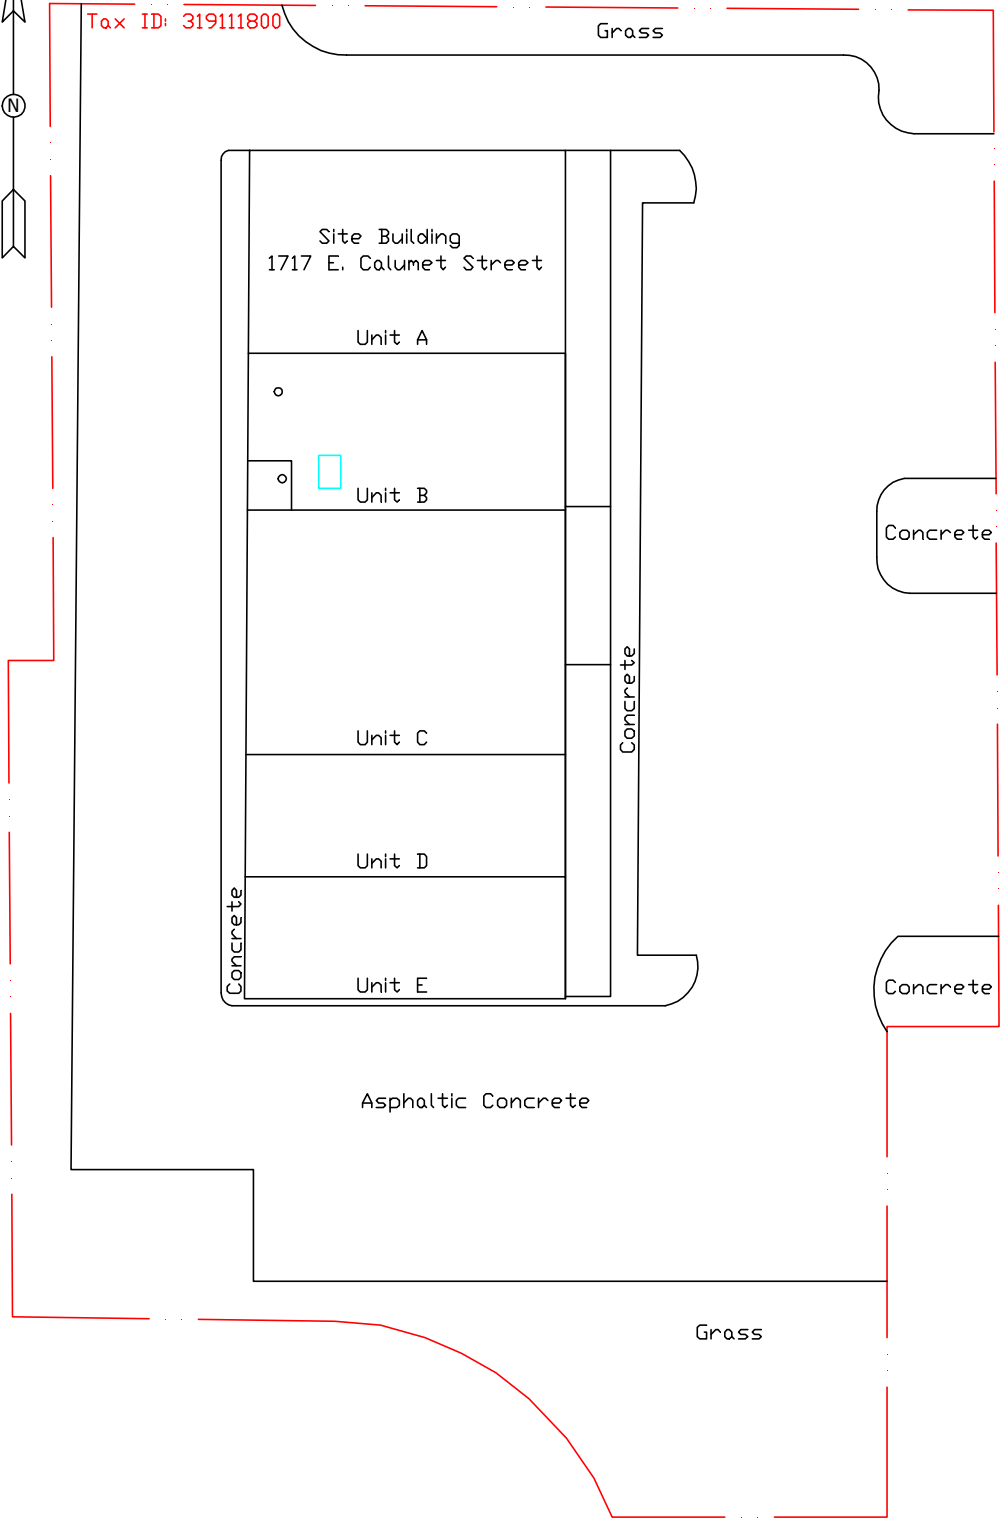 Tax ID: 319111800
Grass
N
Site Building
1717 E. Calumet Street
Unit A
Unit B
Concrete
Concrete
Unit C
Unit D
Concrete
Unit E
Concrete
Asphaltic Concrete
Grass